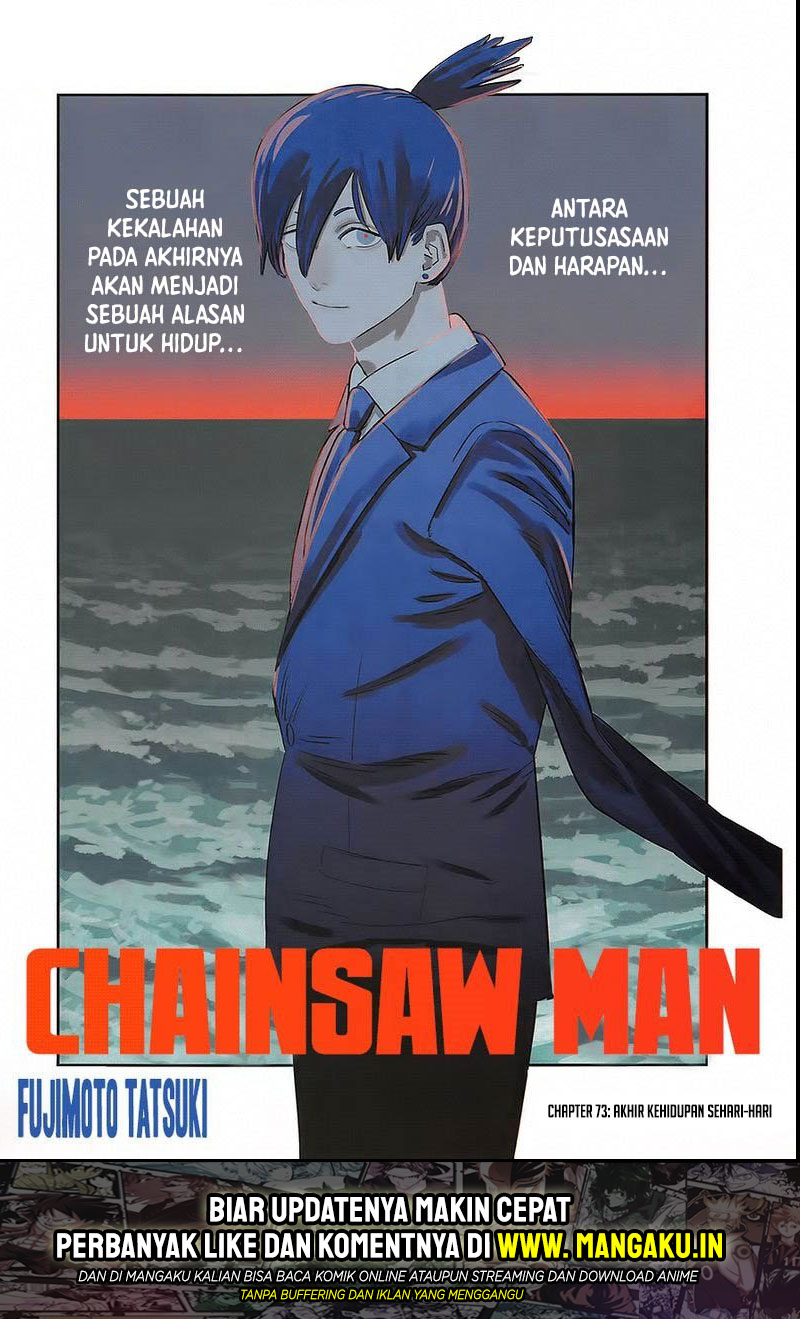 ANTARA
KEPUTUSASAAN
DAN HARAPAN...
SEBUAH
KEKALAHAN
PADA AKHIRNYA
AKAN MENJADI
SEBUAH ALASAN
UNTUK HIDUP...
CHAINSAW MAN
FUJIMOTO TATSUKI
CHAPTER 73: AKHIR KEHIDUPAN SEHARI-HARI
BIAR UPDATENYA MAKIN CEPAT
PERBANYAK LIKE DAN KOMENTNYA DI WWW. MANGAKU.IN
DAN DI MANGAKU KALIAN BISA BACA KOMIK ONLINE ATAUPUN STREAMING DAN DOWNLOAD ANIME
TANPA BUFFERING DAN IKLAN YANG MENGGANGU